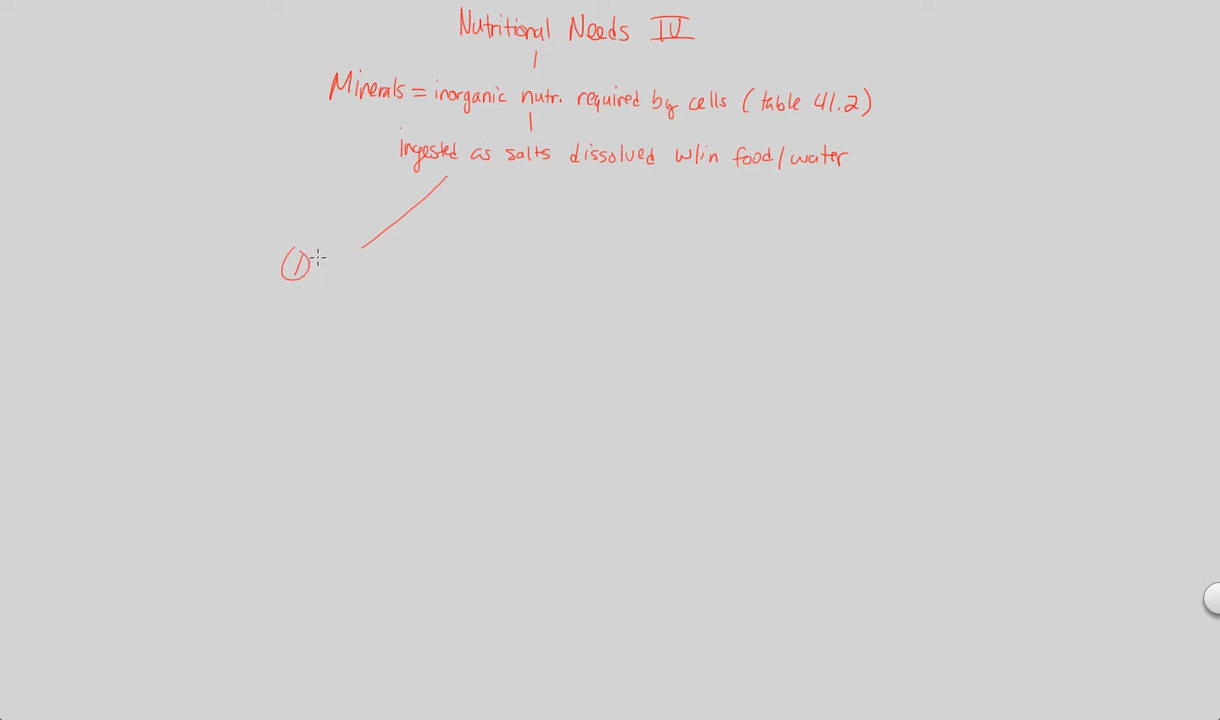 Nutritional Needs IV
Minerals = inorganic nutr. required by cells (table 41.2)
ingested as salts dissolved w/in food/water
①